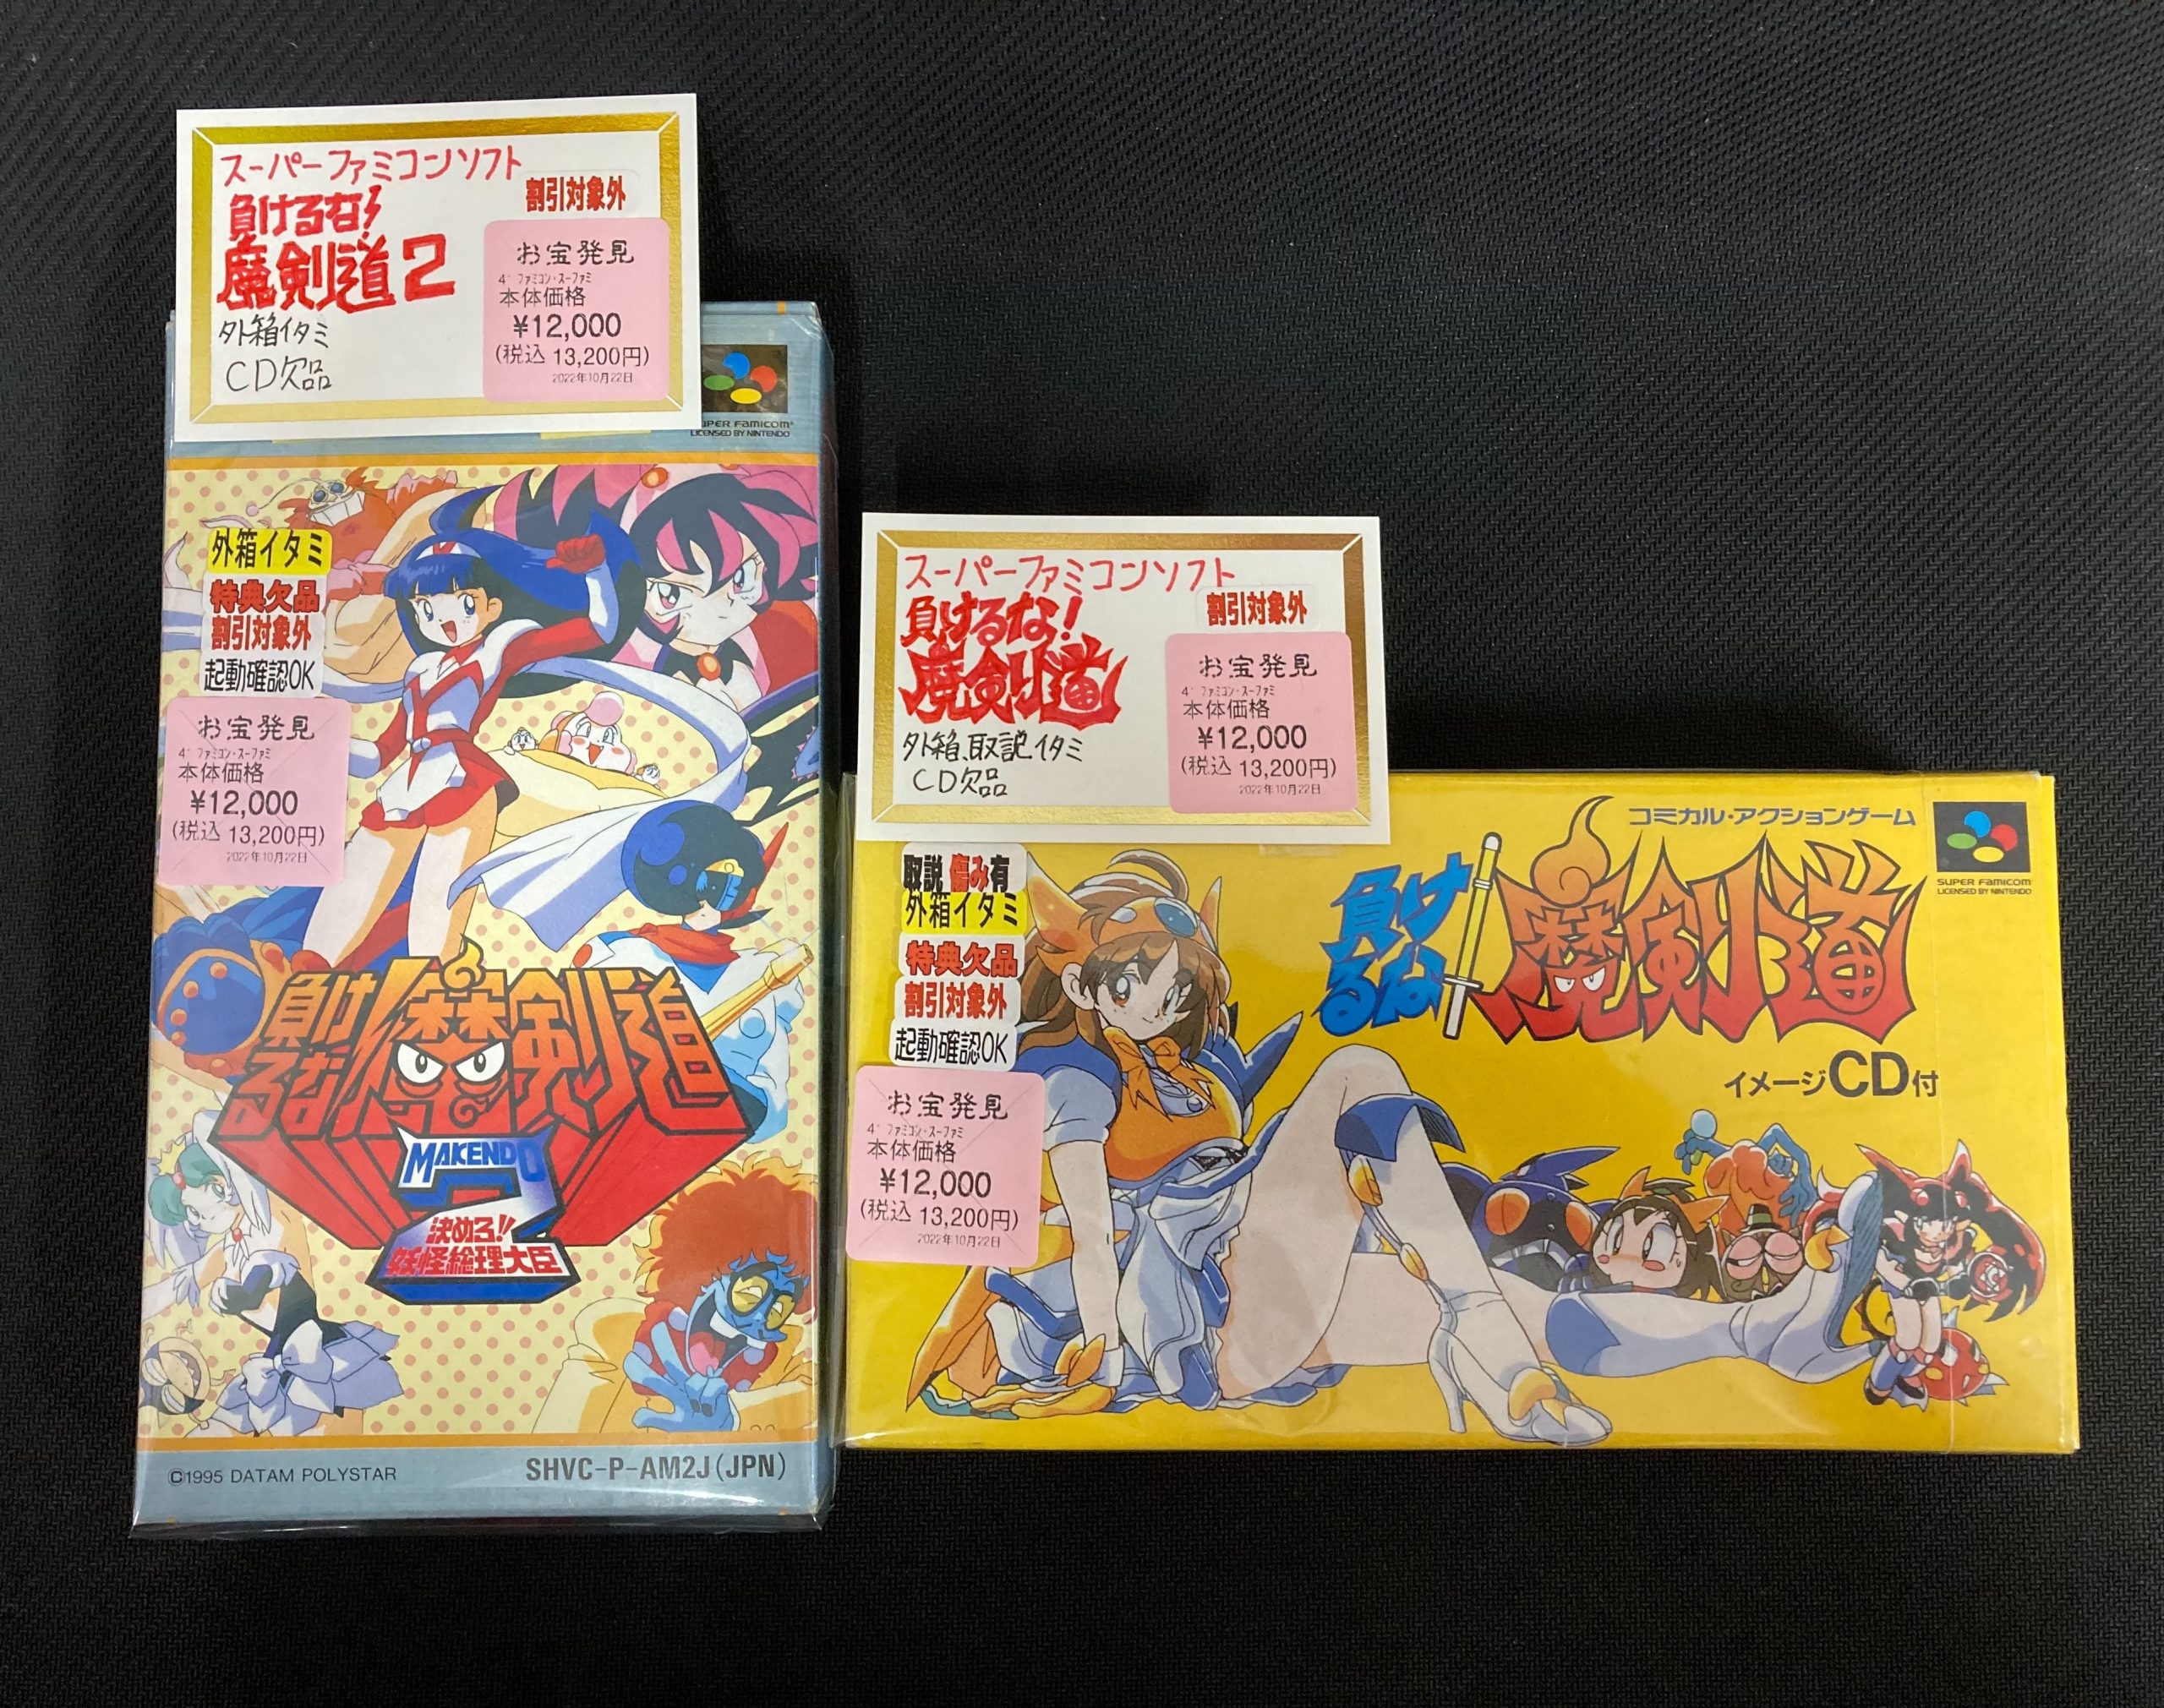 スーパーファミコンソフト
負けるな!
魔剣道2
外箱イタミ
CD欠品
割引対象外
お宝発見
4: ファミコン・スーファミ
本体価格
¥12,000
(税込 13,200円)
2022年10月22日
SUPER FAMICOM
LICENSED BY NINTENDO
外箱イタミ
特典欠品
割引対象外
起動確認OK
お宝発見
4: ファミコン・スーファミ
本体価格
¥12,000
(税込 13,200円)
2022年10月22日
負けるな!魔剣道
MAKENDO
2
決めろ!!
妖怪総理大臣
©1995 DATAM POLYSTAR
SHVC-P-AM2J(JPN)
スーパーファミコンソフト
負けるな!
魔剣道
外箱、取説イタミ
CD欠品
割引対象外
お宝発見
4: ファミコン・スーファミ
本体価格
¥12,000
(税込 13,200円)
2022年10月22日
取説 傷み有
外箱イタミ
特典欠品
割引対象外
起動確認OK
お宝発見
4: ファミコン・スーファミ
本体価格
¥12,000
(税込 13,200円)
2022年10月22日
コミカル・アクションゲーム
負けるな!魔剣道
イメージCD付
SUPER FAMICOM
LICENSED BY NINTENDO